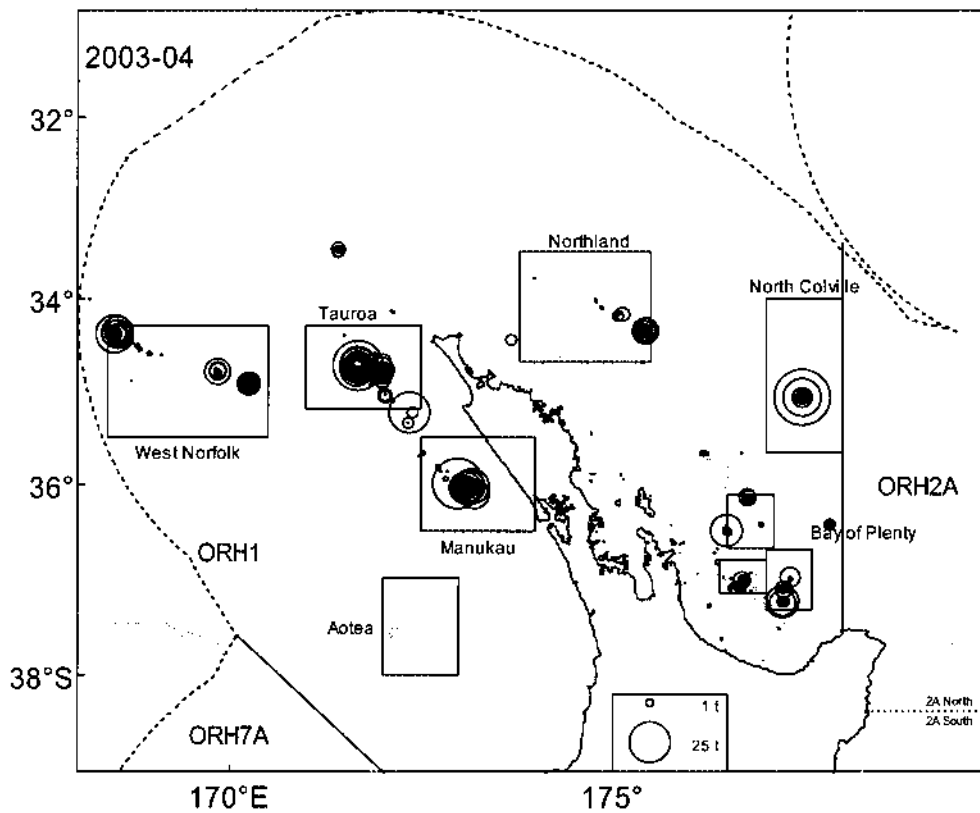 2003-04
32°
Northland
34°
North Colville
Tauroa
West Norfolk
36°
ORH2A
Bay of Plenty
ORH1
Manukau
Aotea
38°S
1 t
2A North
2A South
ORH7A
25 t
170°E
175°